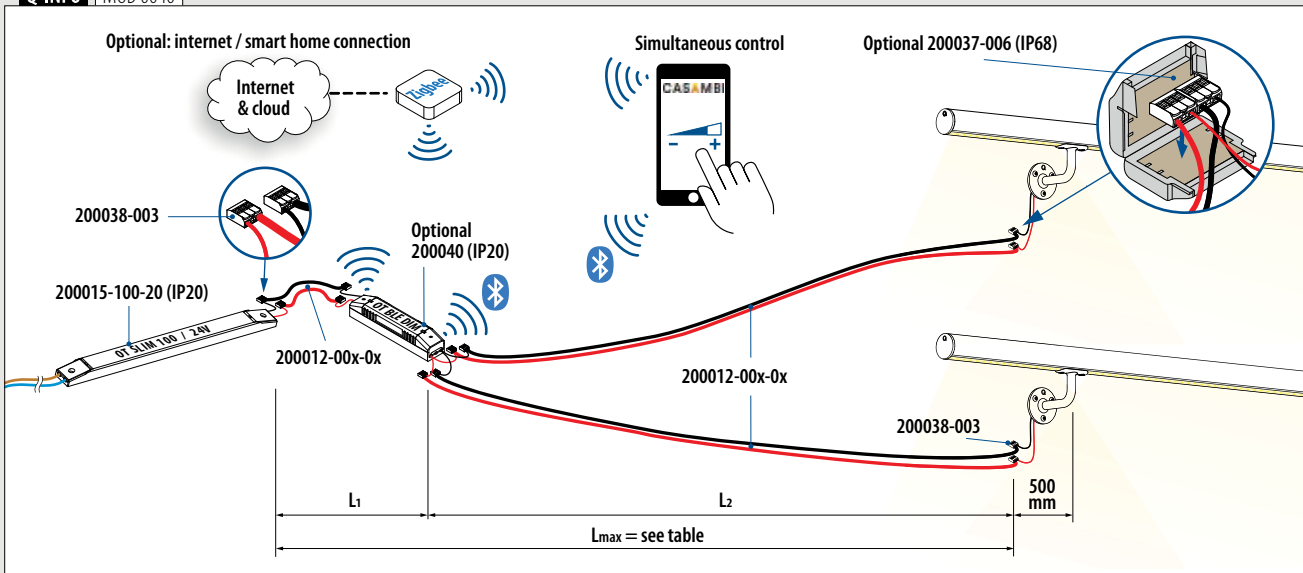 Optional: internet / smart home connection
Simultaneous control
Optional 200037-006 (IP68)
Internet
& cloud
Zigbee
CASAMBI
- +
200038-003
Optional
200040 (IP20)
200015-100-20 (IP20)
OT SLIM 100 / 24V
OT BLE DIM
200012-00x-0x
200012-00x-0x
200038-003
L1
L2
500
mm
Lmax = see table